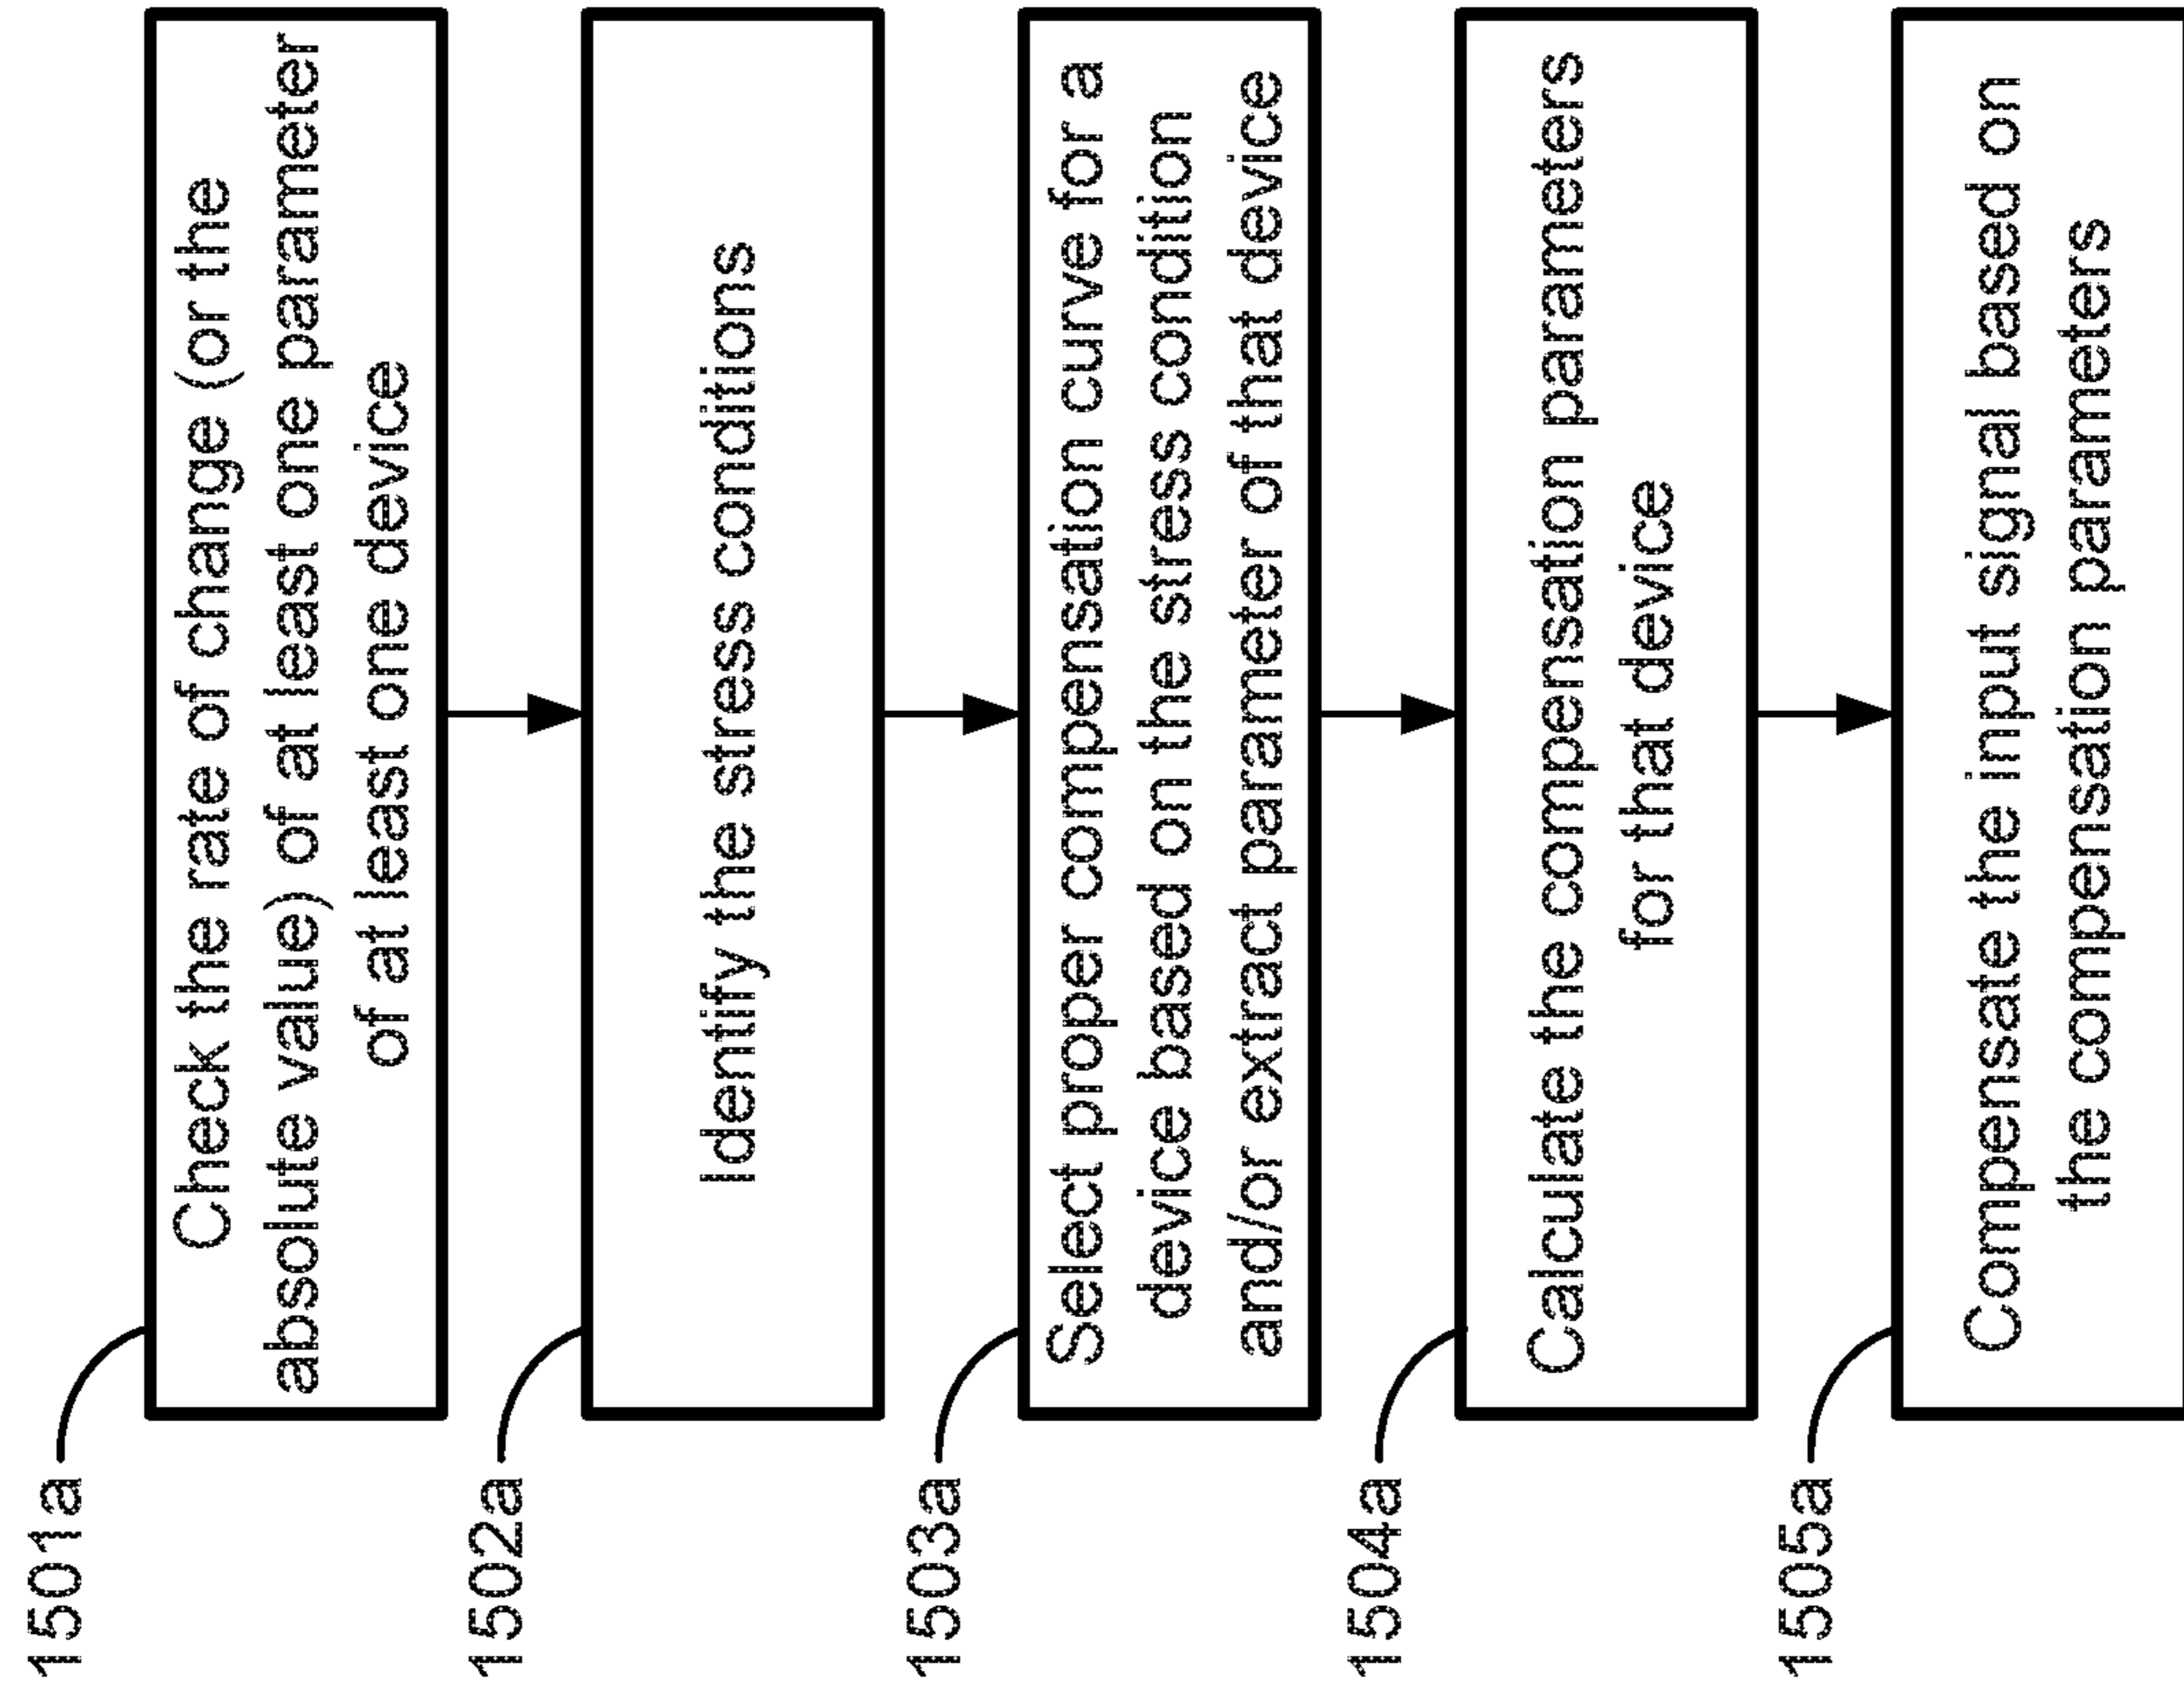 1501a
Check the rate of change (or the
absolute value) of at least one parameter
of at least one device
1502a
Identify the stress conditions
1503a
Select proper compensation curve for a
device based on the stress condition
and/or extract parameter of that device
1504a
Calculate the compensation parameters
for that device
1505a
Compensate the input signal based on
the compensation parameters